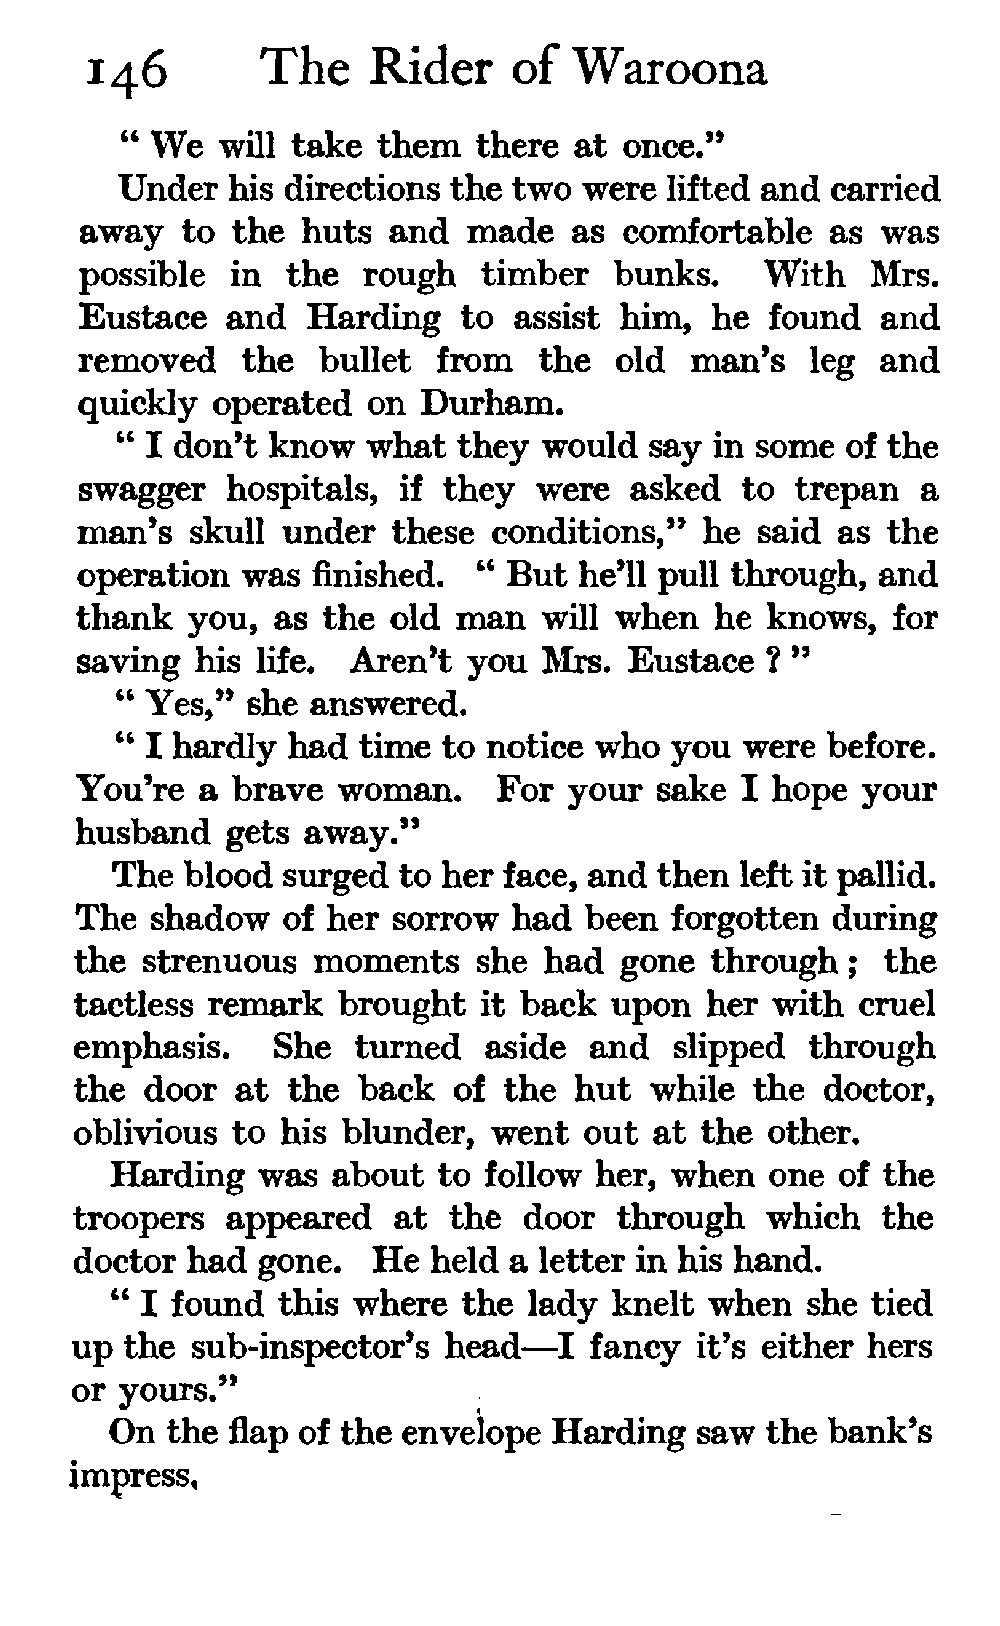 146 The Rider of Waroona
" We will take them there at once."
Under his directions the two were lifted and carried
away to the huts and made as comfortable as was
possible in the rough timber bunks. With Mrs.
Eustace and Harding to assist him, he found and
removed the bullet from the old man's leg and
quickly operated on Durham.
" I don't know what they would say in some of the
swagger hospitals, if they were asked to trepan a
man's skull under these conditions," he said as the
operation was finished. " But he'll pull through, and
thank you, as the old man will when he knows, for
saving his life. Aren't you Mrs. Eustace ? "
" Yes," she answered.
" I hardly had time to notice who you were before.
You're a brave woman. For your sake I hope your
husband gets away."
The blood surged to her face, and then left it pallid.
The shadow of her sorrow had been forgotten during
the strenuous moments she had gone through ; the
tactless remark brought it back upon her with cruel
emphasis. She turned aside and slipped through
the door at the back of the hut while the doctor,
oblivious to his blunder, went out at the other.
Harding was about to follow her, when one of the
troopers appeared at the door through which the
doctor had gone. He held a letter in his hand.
" I found this where the lady knelt when she tied
up the sub-inspector's head—I fancy it's either hers
or yours."
On the flap of the envelope Harding saw the bank's
impress.